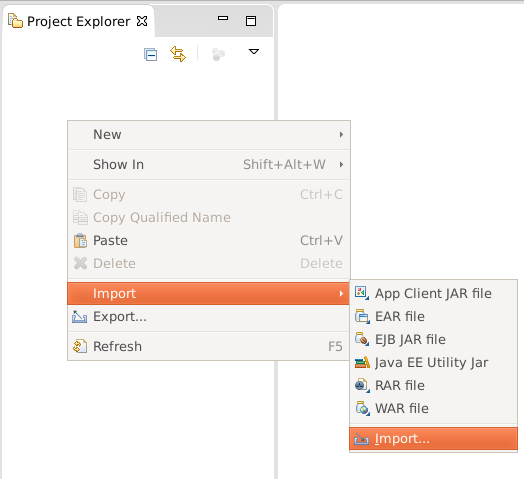 Project Explorer
New
Show In Shift+Alt+W
Copy Ctrl+C
Copy Qualified Name
Paste Ctrl+V
Delete Delete
Import
Export...
Refresh F5
App Client JAR file
EAR file
EJB JAR file
Java EE Utility Jar
RAR file
WAR file
Import...